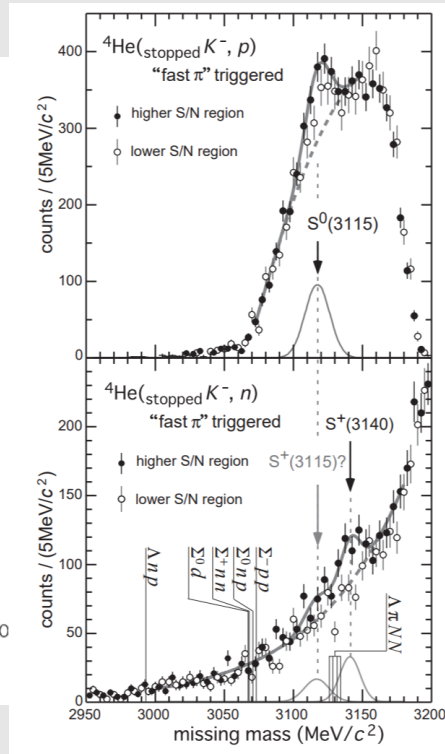 ⁴He(stopped K⁻, p)
"fast π" triggered
higher S/N region
lower S/N region
S⁰(3115)
counts / (5MeV/c²)
400
300
200
100
0
⁴He(stopped K⁻, n)
"fast π" triggered
higher S/N region
lower S/N region
S⁺(3140)
S⁺(3115)?
counts / (5MeV/c²)
200
150
100
50
0
Λnp
Σ⁰d
Σ⁺nn
Σ⁰pn
Σ⁻pp
ΛπNN
2950 3000 3050 3100 3150 3200
missing mass (MeV/c²)